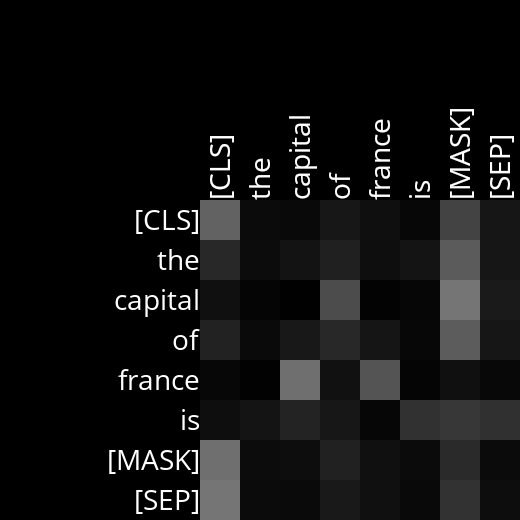 [CLS]
the
capital
of
france
is
[MASK]
[SEP]
[CLS]
the
capital
of
france
is
[MASK]
[SEP]